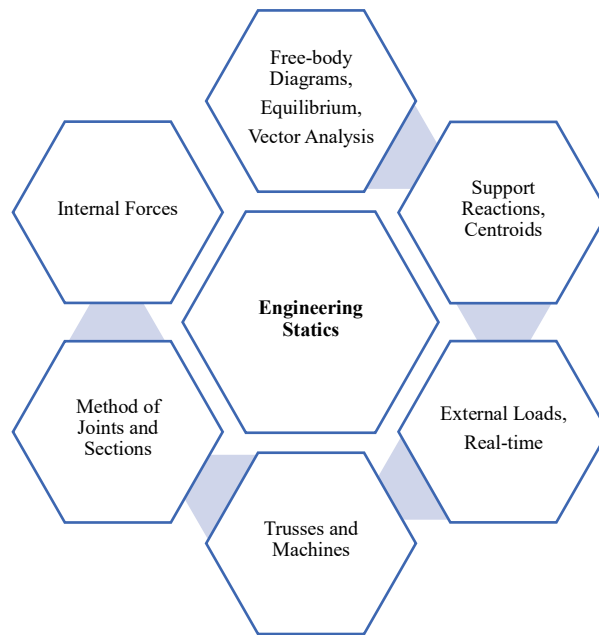 Free-body
Diagrams,
Equilibrium,
Vector Analysis
Internal Forces
Support
Reactions,
Centroids
Engineering
Statics
Method of
Joints and
Sections
External Loads,
Real-time
Trusses and
Machines